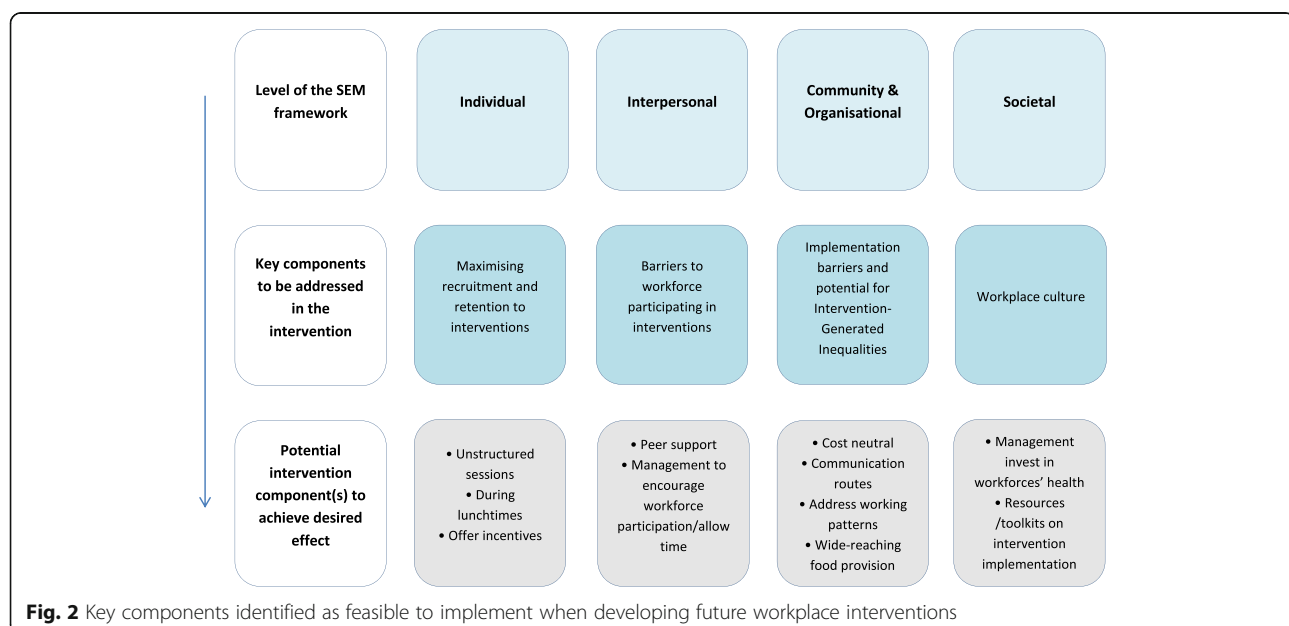 Level of the SEM
framework
Individual
Interpersonal
Community &
Organisational
Societal
Key components
to be addressed
in the
intervention
Maximising
recruitment and
retention to
interventions
Barriers to
workforce
participating in
interventions
Implementation
barriers and
potential for
Intervention-
Generated
Inequalities
Workplace culture
Potential
intervention
component(s) to
achieve desired
effect
• Unstructured
sessions
• During
lunchtimes
• Offer incentives
• Peer support
• Management to
encourage
workforce
participation/allow
time
• Cost neutral
• Communication
routes
• Address working
patterns
• Wide-reaching
food provision
• Management
invest in
workforces’ health
• Resources
/toolkits on
intervention
implementation
Fig. 2 Key components identified as feasible to implement when developing future workplace interventions